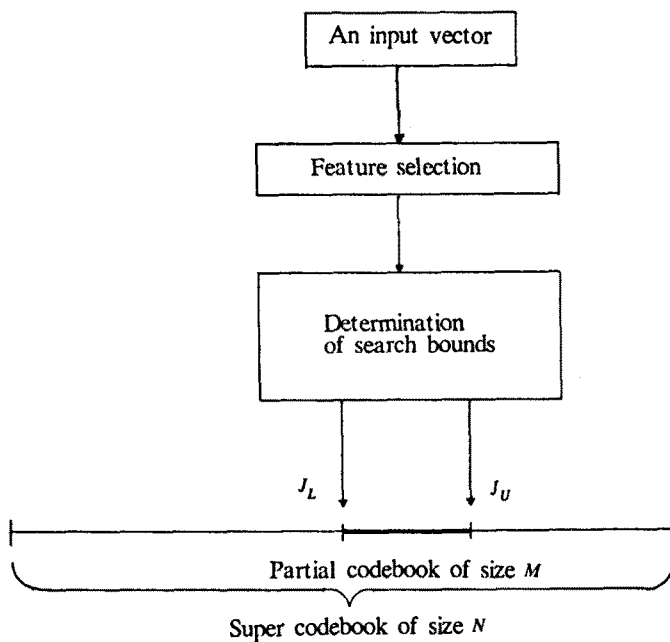 An input vector
Feature selection
Determination
of search bounds
J_L
J_U
Partial codebook of size M
Super codebook of size N